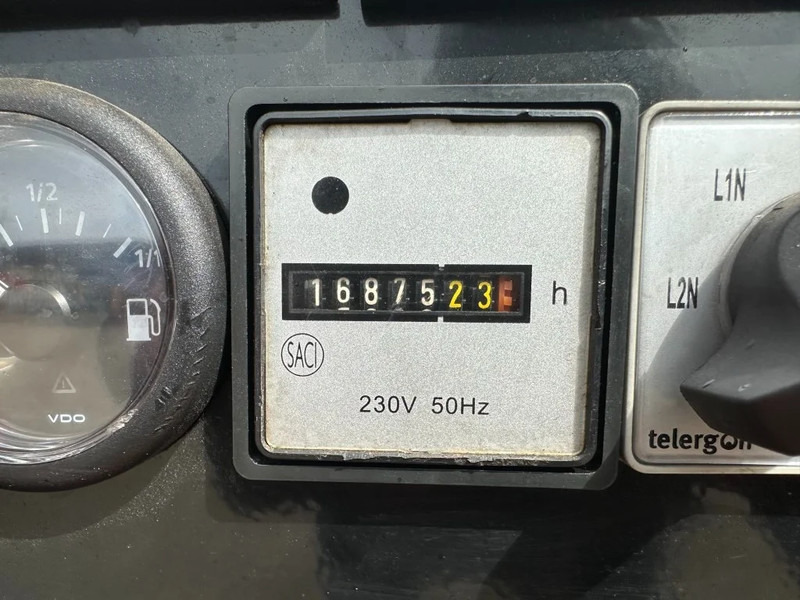 1/2
1/1
VDO
1687523
h
SACI
230V 50Hz
L1N
L2N
telergon